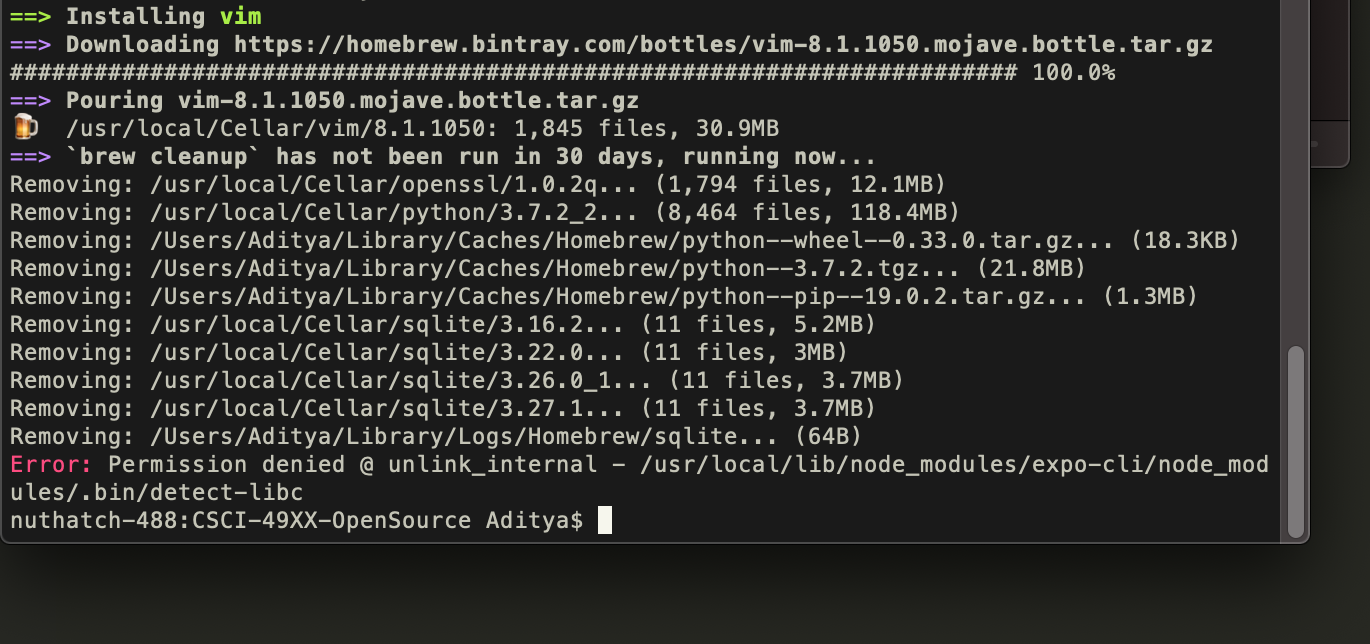 ==> Installing vim
==> Downloading https://homebrew.bintray.com/bottles/vim-8.1.1050.mojave.bottle.tar.gz
######################################################################## 100.0%
==> Pouring vim-8.1.1050.mojave.bottle.tar.gz
🍺  /usr/local/Cellar/vim/8.1.1050: 1,845 files, 30.9MB
==> `brew cleanup` has not been run in 30 days, running now...
Removing: /usr/local/Cellar/openssl/1.0.2q... (1,794 files, 12.1MB)
Removing: /usr/local/Cellar/python/3.7.2_2... (8,464 files, 118.4MB)
Removing: /Users/Aditya/Library/Caches/Homebrew/python--wheel--0.33.0.tar.gz... (18.3KB)
Removing: /Users/Aditya/Library/Caches/Homebrew/python--3.7.2.tgz... (21.8MB)
Removing: /Users/Aditya/Library/Caches/Homebrew/python--pip--19.0.2.tar.gz... (1.3MB)
Removing: /usr/local/Cellar/sqlite/3.16.2... (11 files, 5.2MB)
Removing: /usr/local/Cellar/sqlite/3.22.0... (11 files, 3MB)
Removing: /usr/local/Cellar/sqlite/3.26.0_1... (11 files, 3.7MB)
Removing: /usr/local/Cellar/sqlite/3.27.1... (11 files, 3.7MB)
Removing: /Users/Aditya/Library/Logs/Homebrew/sqlite... (64B)
Error: Permission denied @ unlink_internal - /usr/local/lib/node_modules/expo-cli/node_mod
ules/.bin/detect-libc
nuthatch-488:CSCI-49XX-OpenSource Aditya$